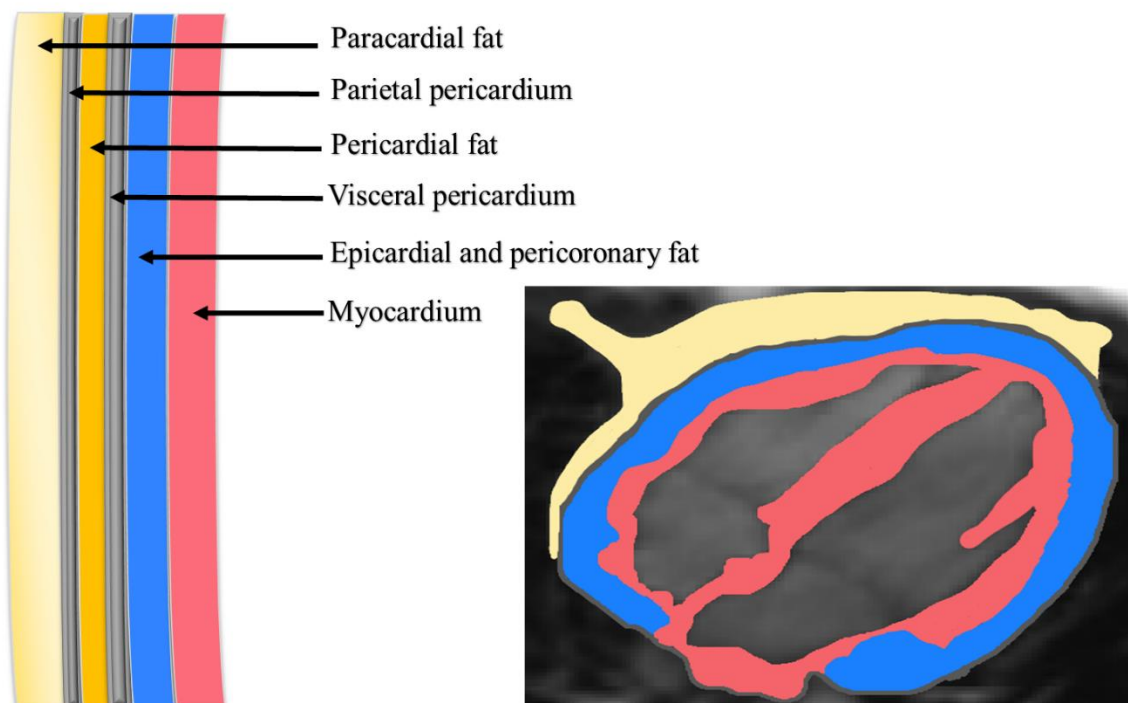 Paracardial fat
Parietal pericardium
Pericardial fat
Visceral pericardium
Epicardial and pericoronary fat
Myocardium